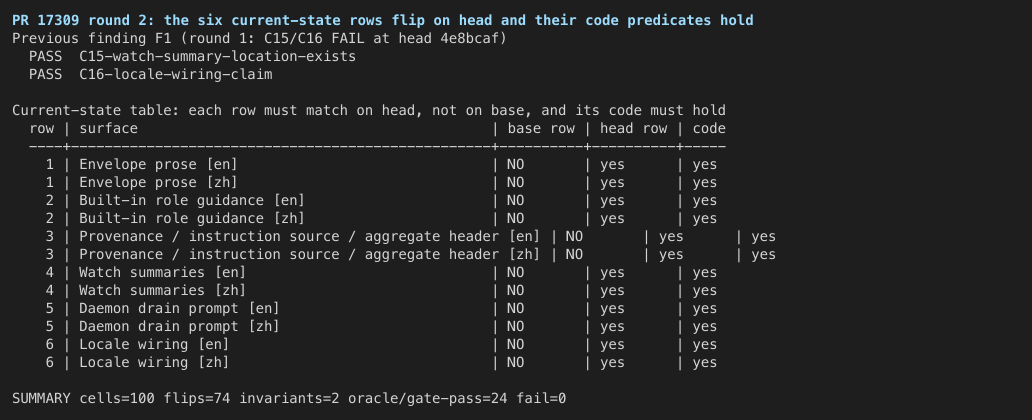 PR 17309 round 2: the six current-state rows flip on head and their code predicates hold
Previous finding F1 (round 1: C15/C16 FAIL at head 4e8bcaf)
  PASS  C15-watch-summary-location-exists
  PASS  C16-locale-wiring-claim

Current-state table: each row must match on head, not on base, and its code must hold
  row | surface                                            | base row | head row | code
  ----+----------------------------------------------------+----------+----------+-----
    1 | Envelope prose [en]                                | NO       | yes      | yes
    1 | Envelope prose [zh]                                | NO       | yes      | yes
    2 | Built-in role guidance [en]                        | NO       | yes      | yes
    2 | Built-in role guidance [zh]                        | NO       | yes      | yes
    3 | Provenance / instruction source / aggregate header [en] | NO       | yes      | yes
    3 | Provenance / instruction source / aggregate header [zh] | NO       | yes      | yes
    4 | Watch summaries [en]                               | NO       | yes      | yes
    4 | Watch summaries [zh]                               | NO       | yes      | yes
    5 | Daemon drain prompt [en]                           | NO       | yes      | yes
    5 | Daemon drain prompt [zh]                           | NO       | yes      | yes
    6 | Locale wiring [en]                                 | NO       | yes      | yes
    6 | Locale wiring [zh]                                 | NO       | yes      | yes

SUMMARY cells=100 flips=74 invariants=2 oracle/gate-pass=24 fail=0